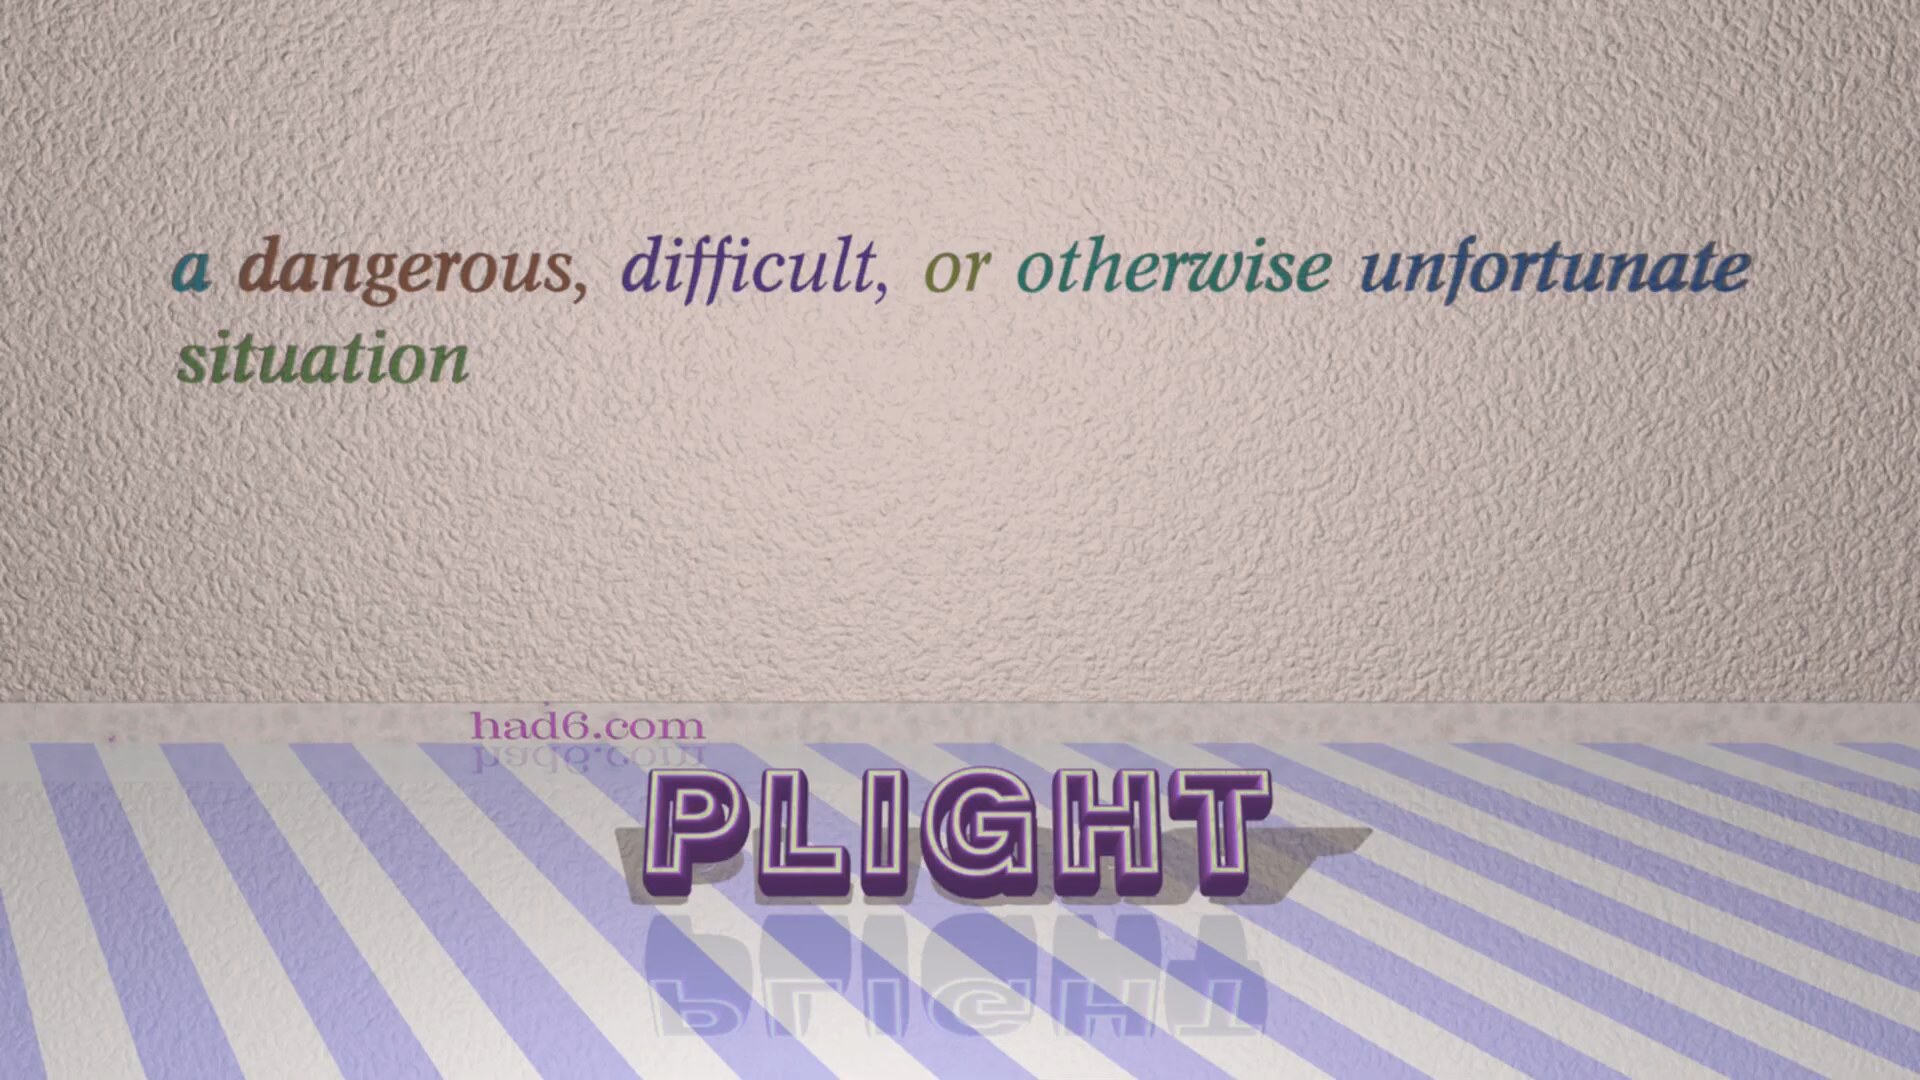 a dangerous, difficult, or otherwise unfortunate
situation
had6.com
PLIGHT